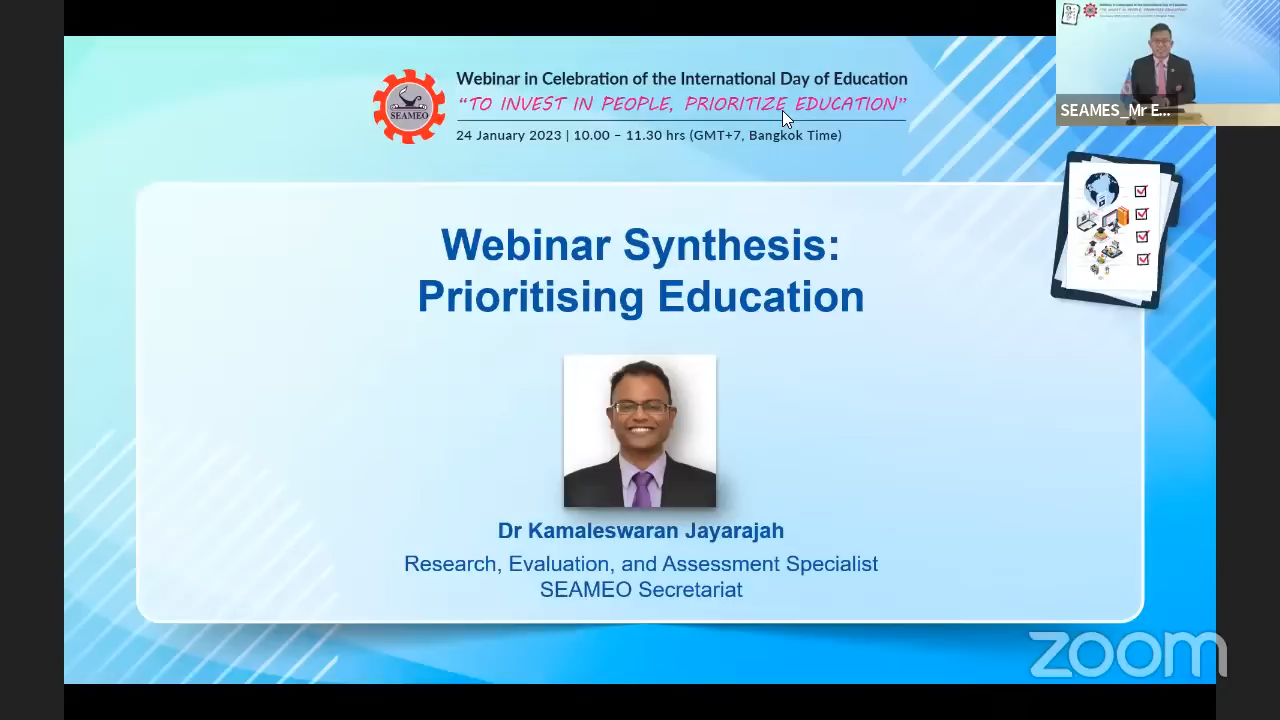 SEAMEO
Webinar in Celebration of the International Day of Education
“TO INVEST IN PEOPLE, PRIORITIZE EDUCATION”
24 January 2023 | 10.00 – 11.30 hrs (GMT+7, Bangkok Time)
SEAMES_Mr E...
Webinar Synthesis:
Prioritising Education
Dr Kamaleswaran Jayarajah
Research, Evaluation, and Assessment Specialist
SEAMEO Secretariat
zoom